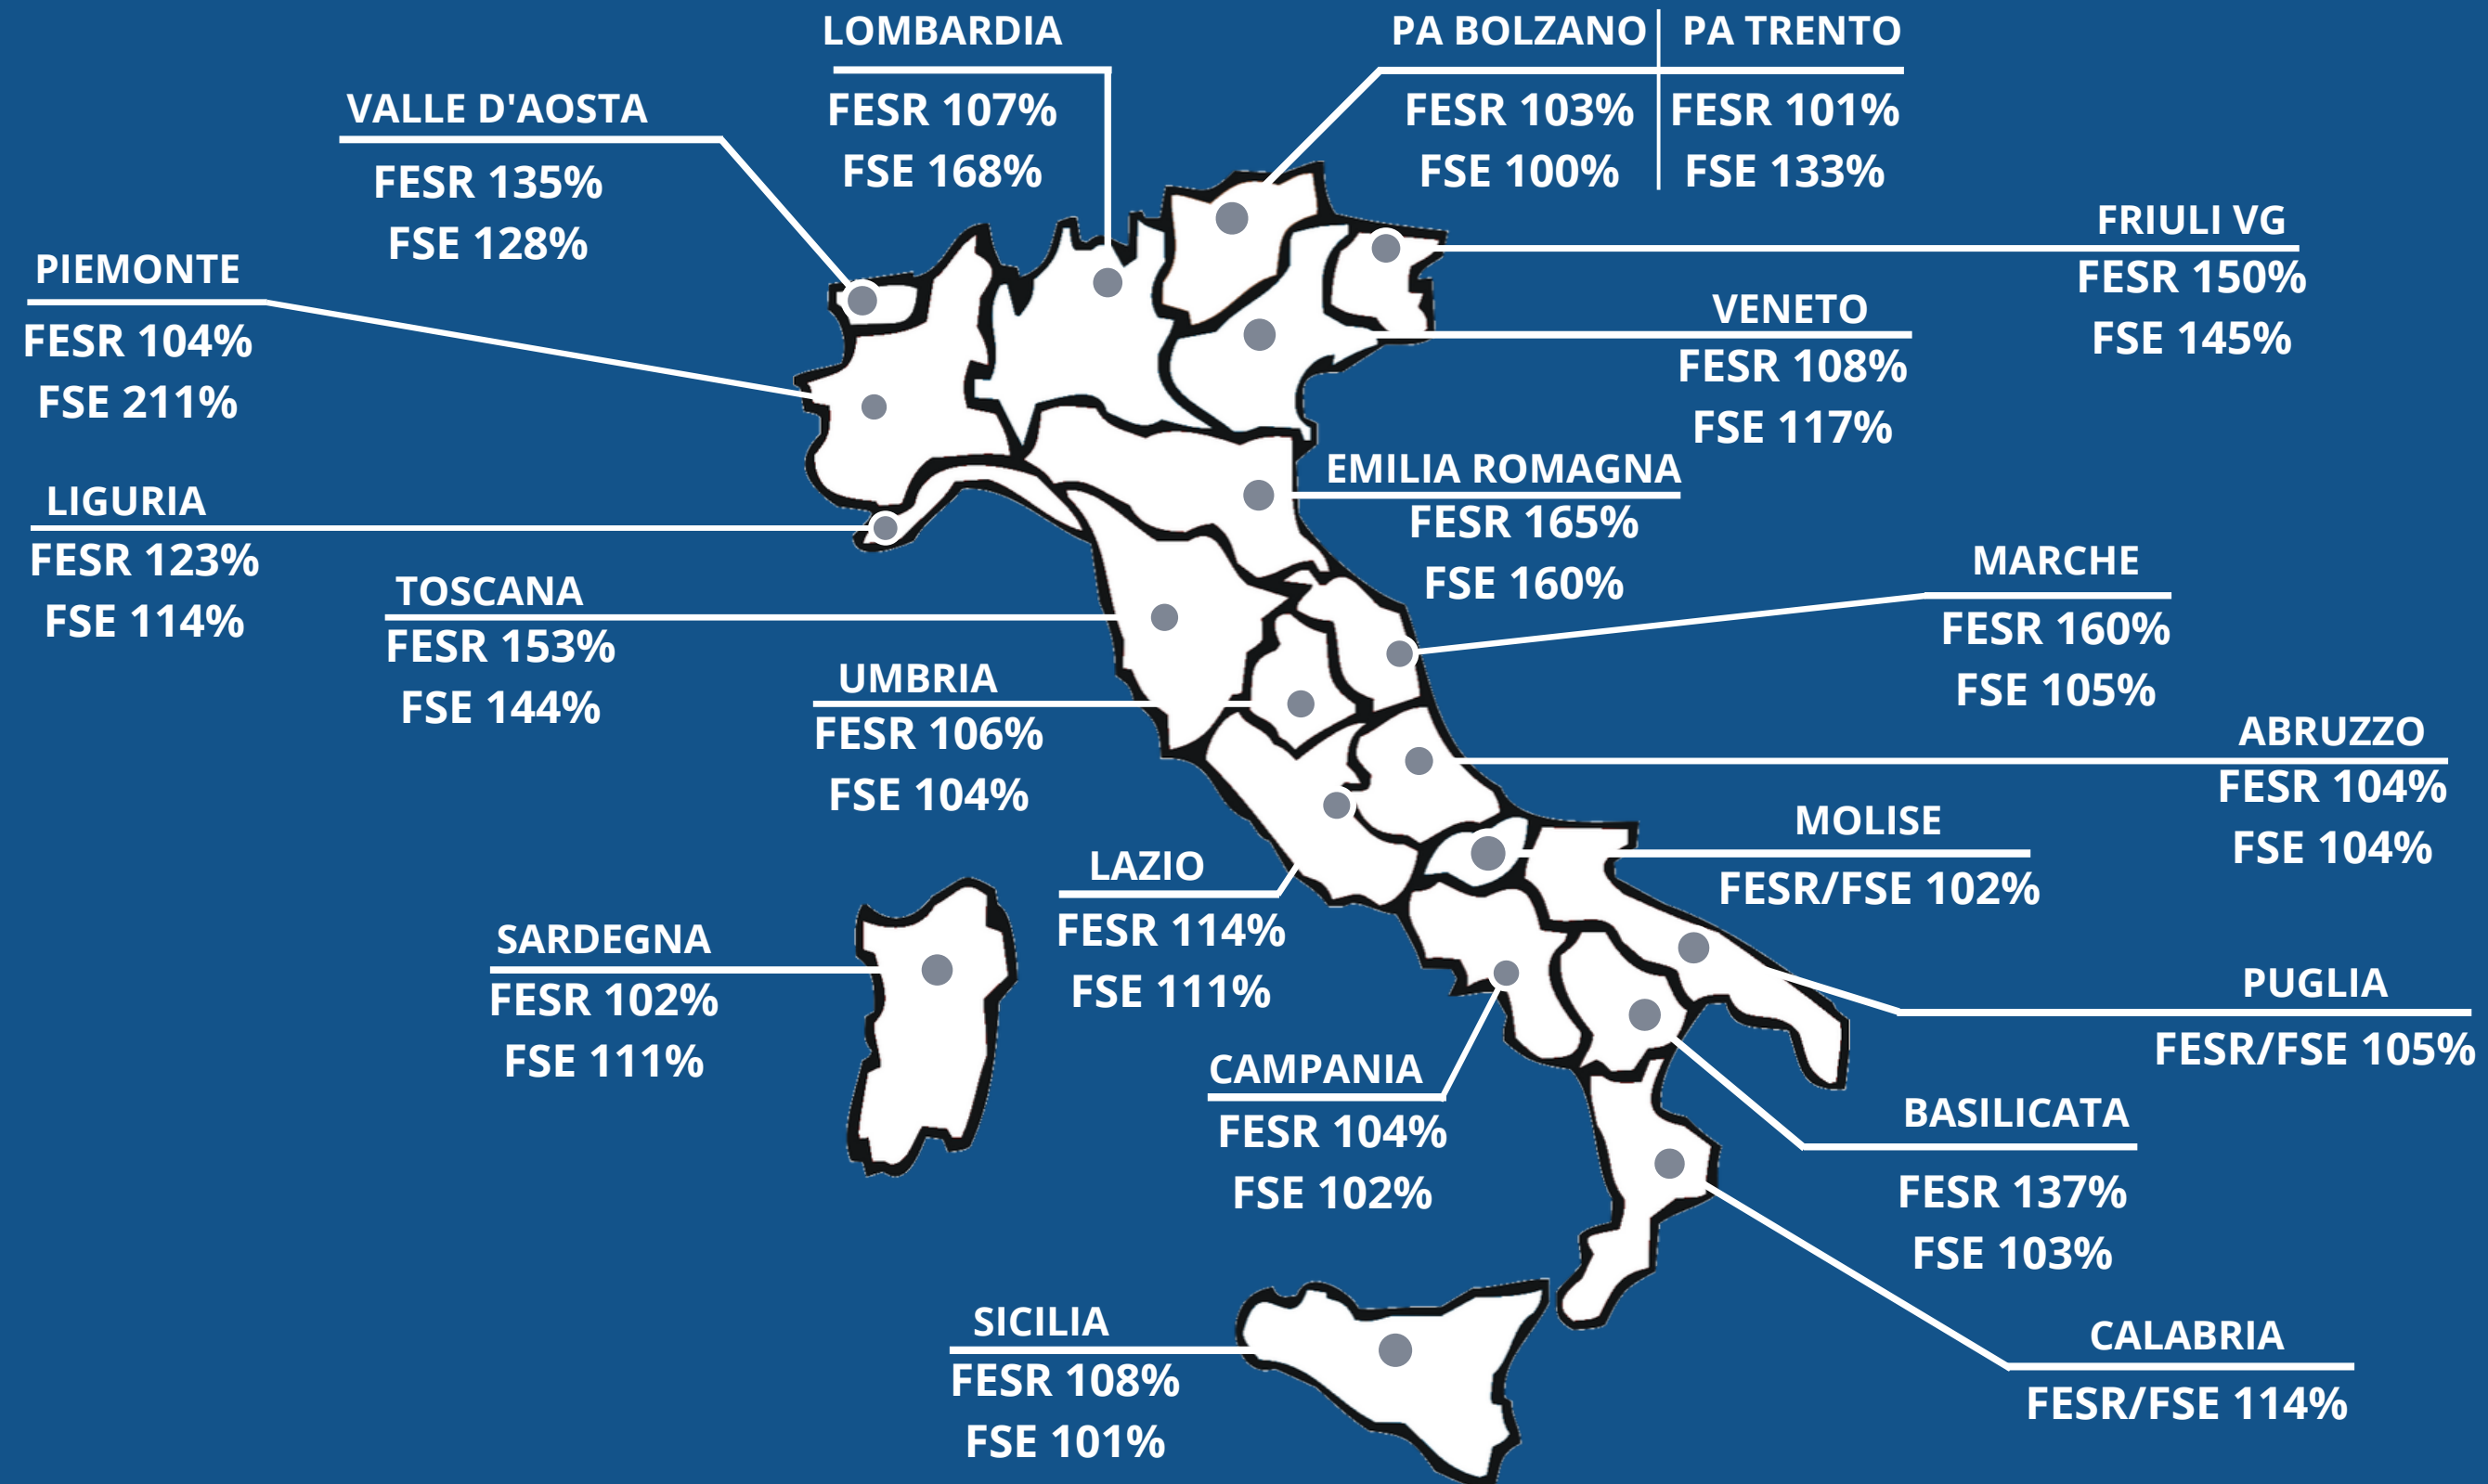 LOMBARDIA
FESR 107%
FSE 168%
PA BOLZANO
FESR 103%
FSE 100%
PA TRENTO
FESR 101%
FSE 133%
VALLE D'AOSTA
FESR 135%
FSE 128%
FRIULI VG
FESR 150%
FSE 145%
PIEMONTE
FESR 104%
FSE 211%
VENETO
FESR 108%
FSE 117%
EMILIA ROMAGNA
FESR 165%
FSE 160%
LIGURIA
FESR 123%
FSE 114%
MARCHE
FESR 160%
FSE 105%
TOSCANA
FESR 153%
FSE 144%
UMBRIA
FESR 106%
FSE 104%
ABRUZZO
FESR 104%
FSE 104%
MOLISE
FESR/FSE 102%
LAZIO
FESR 114%
FSE 111%
SARDEGNA
FESR 102%
FSE 111%
PUGLIA
FESR/FSE 105%
CAMPANIA
FESR 104%
FSE 102%
BASILICATA
FESR 137%
FSE 103%
SICILIA
FESR 108%
FSE 101%
CALABRIA
FESR/FSE 114%